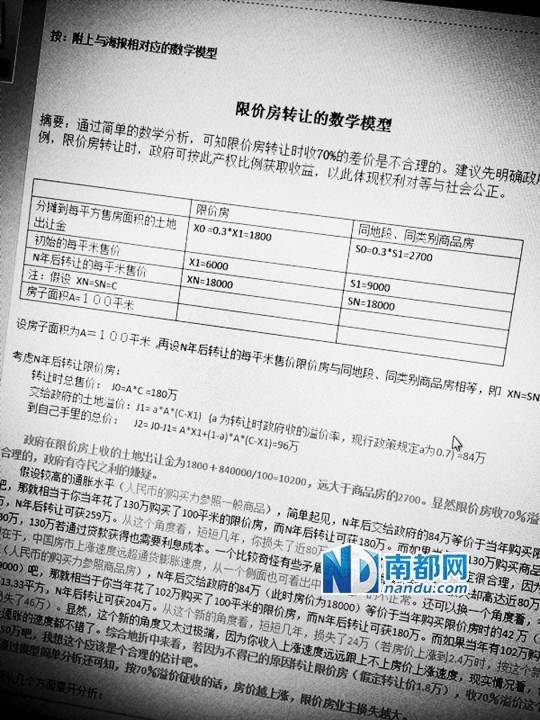 按：附上与海报相对应的数学模型
限价房转让的数学模型
摘要：通过简单的数学分析，可知限价房转让时收70%的差价是不合理的。建议先明确政府
例，限价房转让时，政府可按此产权比例获取收益，以此体现权利对等与社会公正。
限价房 同地段、同类别商品房
分摊到每平方售房面积的土地 X0 =0.3*X1=1800 S0=0.3*S1=2700
出让金
初始的每平米售价 X1=6000 S1=9000
N年后转让的每平米售价 XN=18000 SN=18000
注：假设 XN=SN=C
房子面积A=１００平米
设房子面积为A=１００平米,再设N年后转让的每平米售价限价房与同地段、同类别商品房相等，即 XN=SN
考虑N年后转让限价房：
转让时总售价： J0=A*C =180万
交给政府的土地溢价：J1= a*A*(C-X1) (a 为转让时政府收的溢价率，现行政策规定a为0.7) =84万
到自己手里的总价： J2= J0-J1= A*X1+(1-a)*A*(C-X1)=96万
政府在限价房上收的土地出让金为1800＋840000/100=10200，远大于商品房的2700。显然限价房收70%溢
合理的，政府有夺民之利的嫌疑。
假设较高的通胀水平（人民币的购买力参照一般商品），简单起见，N年后交给政府的84万等价于当年购买限
吧，那就相当于你当年花了130万购买了100平米的限价房，而N年后转让可获180万。而如果当
万，N年后转让可获259万。从这个角度看，短短几年，你损失了近80万
30万，130万若通过贷款获得也需要利息成本。一个比较奇怪有些矛盾
在于，中国房市上涨速度远超通货膨胀速度，从一个侧面也可看出中
（人民币的购买力参照商品房），N年后交给政府的84万（此时房价为18000）等价于当年购买限价房时的42万（
9000）吧，那就相当于你当年花了102万购买了100平米的限价房，而N年后转让可获180万。而如果当年有102万购
13.33平方，N年后转让可获204万。从这个新的角度看，短短几年，损失了24万（若房价上涨到2.4万时，按这个新
失了46万）。显然，这个新的角度又太过极端，因为你收入上涨速度远远跟不上不上房价上涨速度，现实情况看，
通胀的速度都不错了。综合地折中来看，若因为不得已的原因转让限价房（假定转让价1.8万），收70%溢价
50万吧，我想这个应该是个合理的估计吧。
通过模型简单分析还可知，按70%溢价征收的话，房价越上涨，限价房业主损失越大
从几个方面展开分析：
ND 南都网
nandu.com